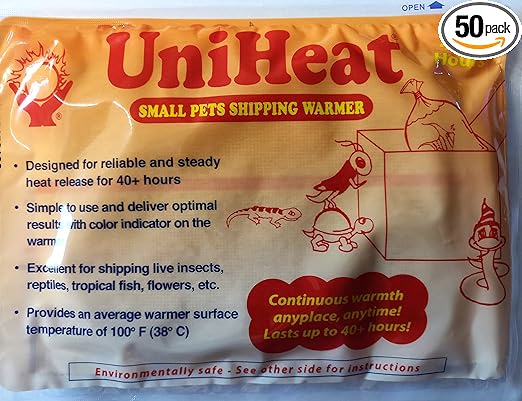 OPEN
50 pack
UniHeat
Hour
SMALL PETS SHIPPING WARMER
• Designed for reliable and steady
heat release for 40+ hours
• Simple to use and deliver optimal
results with color indicator on the
warm
• Excellent for shipping live insects,
reptiles, tropical fish, flowers, etc.
• Provides an average warmer surface
temperature of 100° F (38° C)
Continuous warmth
anyplace, anytime!
Lasts up to 40+ hours!
Environmentally safe - See other side for instructions